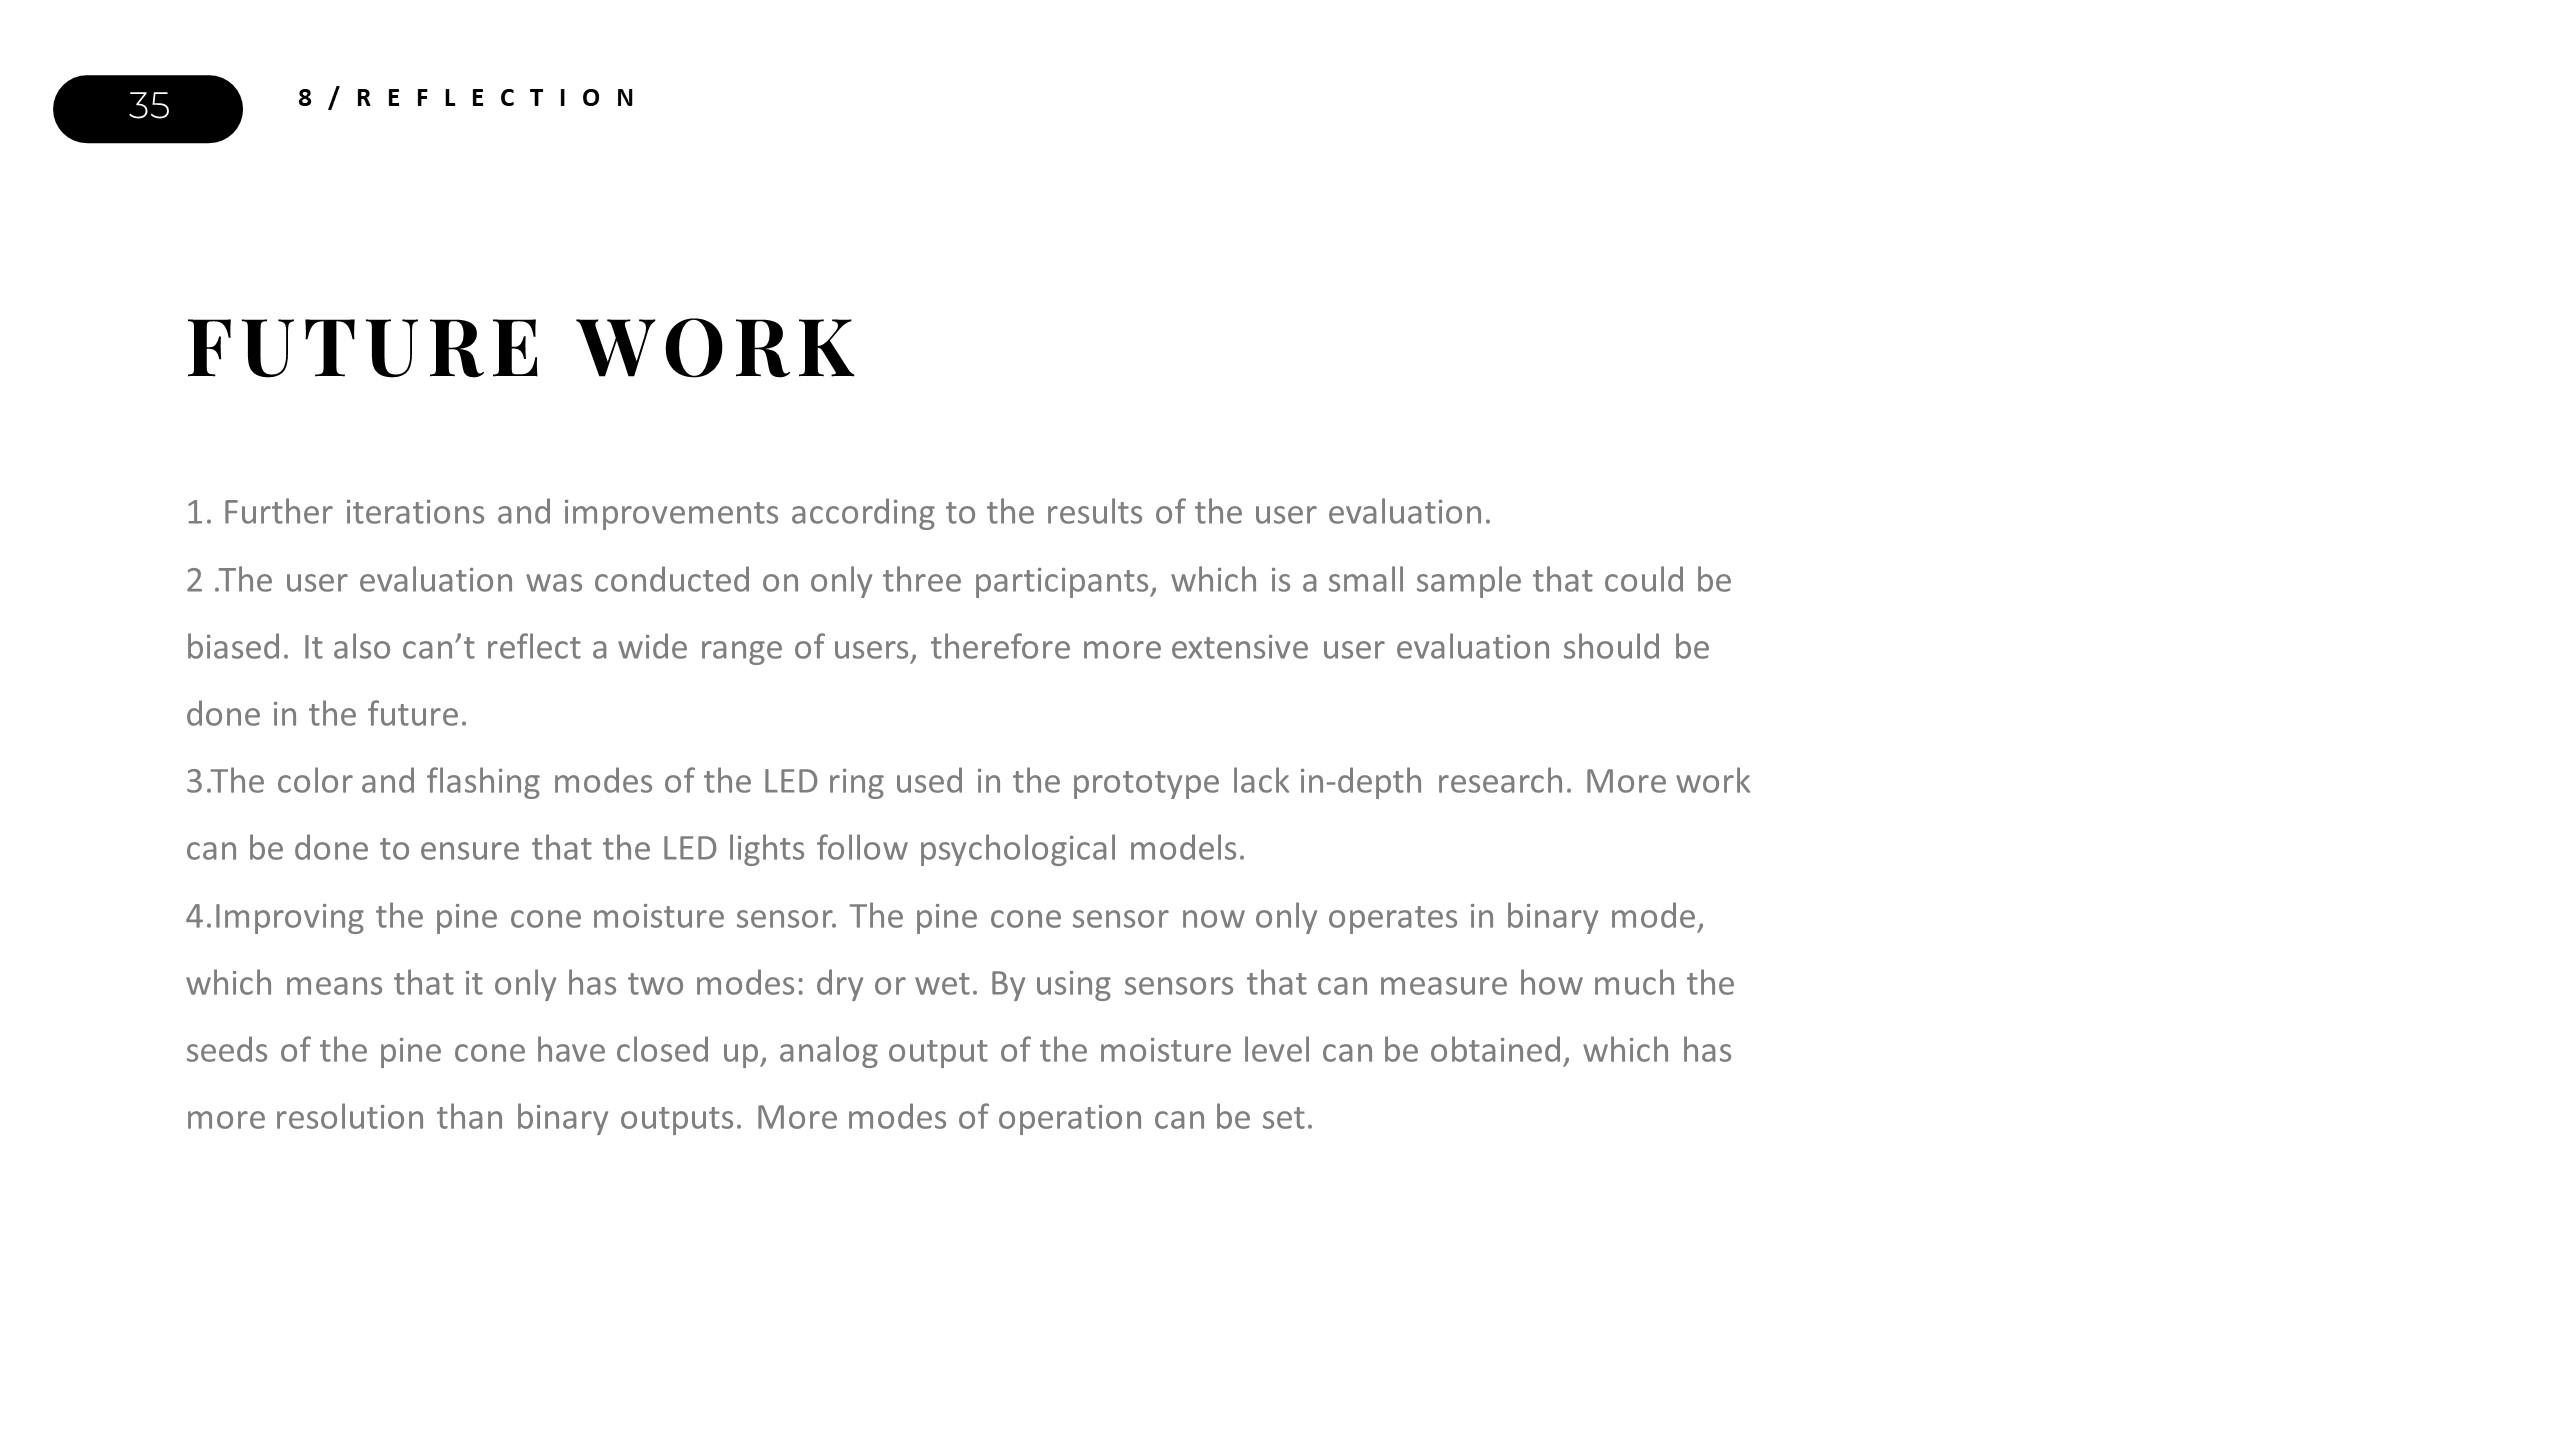 35
8/REFLECTION
FUTURE WORK
1. Further iterations and improvements according to the results of the user evaluation.
2 .The user evaluation was conducted on only three participants, which is a small sample that could be
biased. It also can’t reflect a wide range of users, therefore more extensive user evaluation should be
done in the future.
3.The color and flashing modes of the LED ring used in the prototype lack in-depth research. More work
can be done to ensure that the LED lights follow psychological models.
4.Improving the pine cone moisture sensor. The pine cone sensor now only operates in binary mode,
which means that it only has two modes: dry or wet. By using sensors that can measure how much the
seeds of the pine cone have closed up, analog output of the moisture level can be obtained, which has
more resolution than binary outputs. More modes of operation can be set.